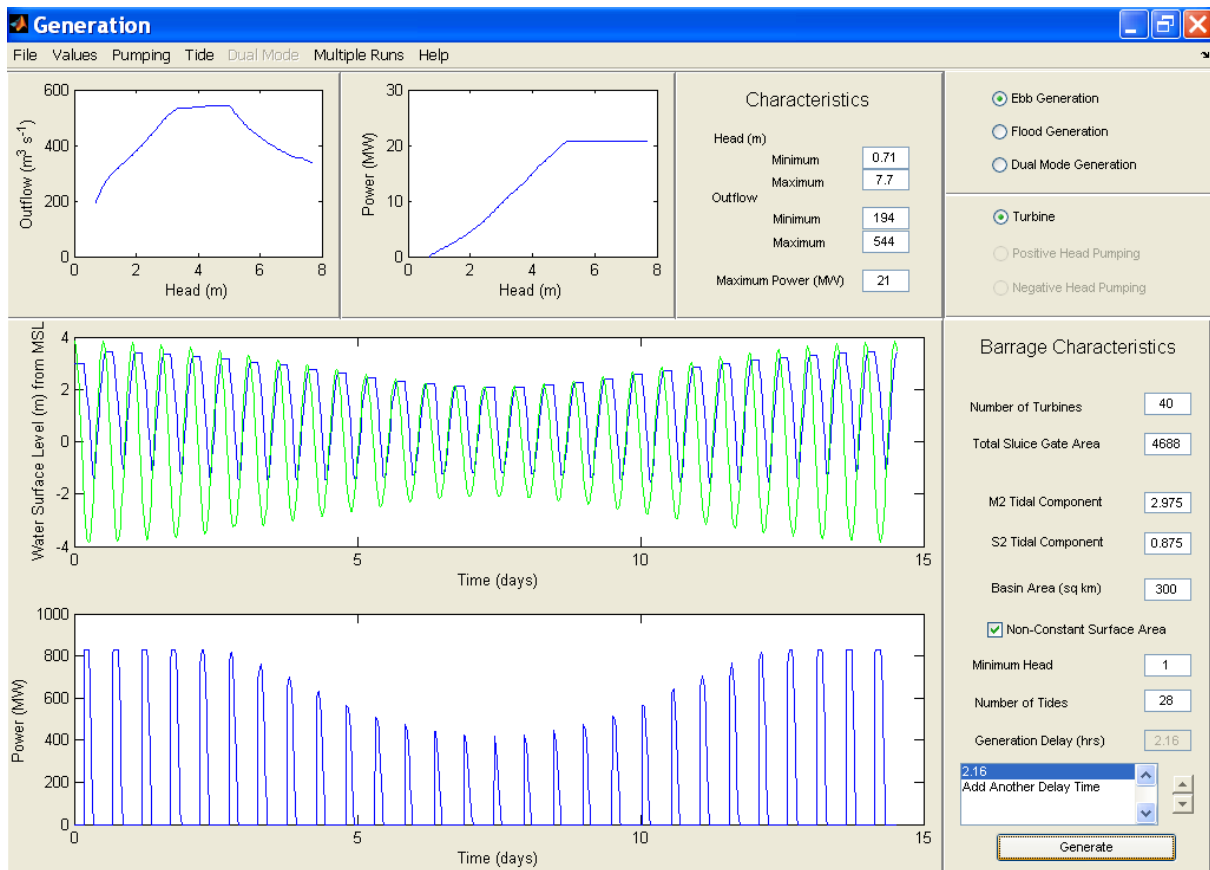 Generation
File Values Pumping Tide Dual Mode Multiple Runs Help
600
400
200
0
0 2 4 6 8
Outflow (m³ s⁻¹)
Head (m)
30
20
10
0
0 2 4 6 8
Power (MW)
Head (m)
Characteristics
Head (m)
Minimum 0.71
Maximum 7.7
Outflow
Minimum 194
Maximum 544
Maximum Power (MW) 21
Ebb Generation
Flood Generation
Dual Mode Generation
Turbine
Positive Head Pumping
Negative Head Pumping
Water Surface Level (m) from MSL
4
2
0
-2
-4
0 5 10 15
Time (days)
Power (MW)
1000
800
600
400
200
0
0 5 10 15
Time (days)
Barrage Characteristics
Number of Turbines 40
Total Sluice Gate Area 4688
M2 Tidal Component 2.975
S2 Tidal Component 0.875
Basin Area (sq km) 300
Non-Constant Surface Area
Minimum Head 1
Number of Tides 28
Generation Delay (hrs) 2.16
2.16
Add Another Delay Time
Generate